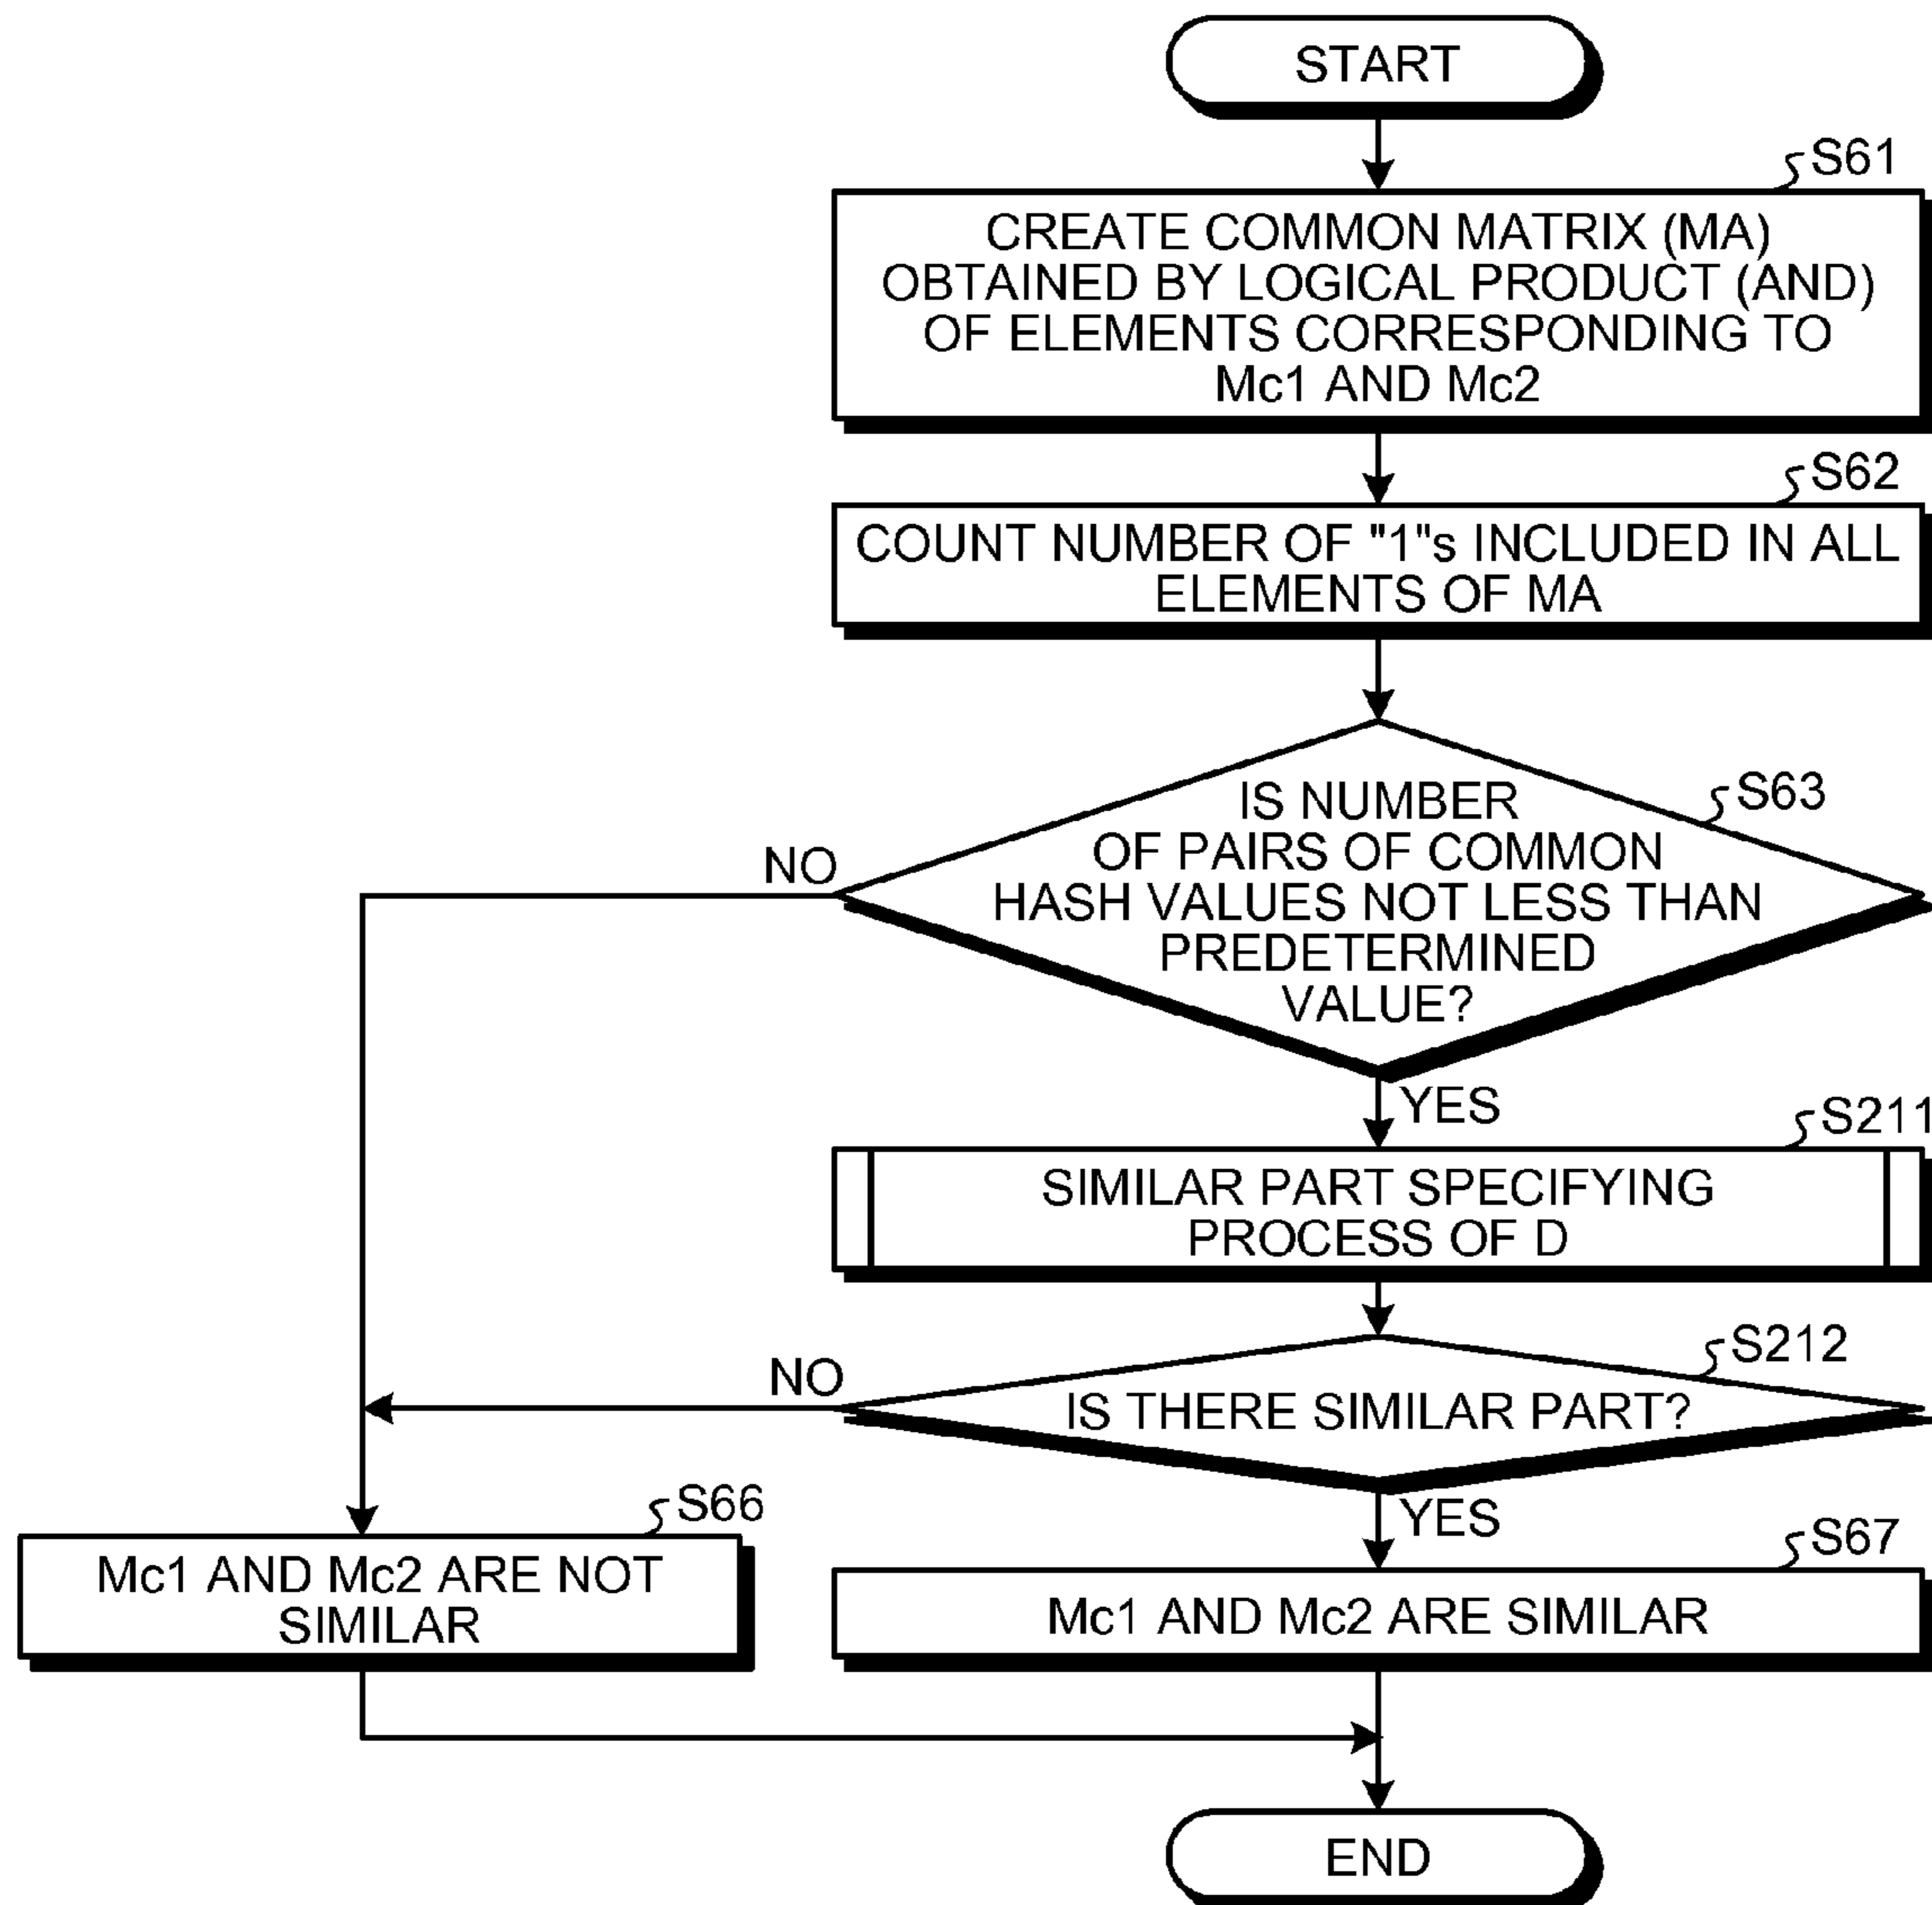 START
S61
CREATE COMMON MATRIX (MA)
OBTAINED BY LOGICAL PRODUCT (AND)
OF ELEMENTS CORRESPONDING TO
Mc1 AND Mc2
S62
COUNT NUMBER OF "1"s INCLUDED IN ALL
ELEMENTS OF MA
S63
IS NUMBER
OF PAIRS OF COMMON
HASH VALUES NOT LESS THAN
PREDETERMINED
VALUE?
NO
YES
S211
SIMILAR PART SPECIFYING
PROCESS OF D
S212
IS THERE SIMILAR PART?
NO
YES
S66
Mc1 AND Mc2 ARE NOT
SIMILAR
S67
Mc1 AND Mc2 ARE SIMILAR
END